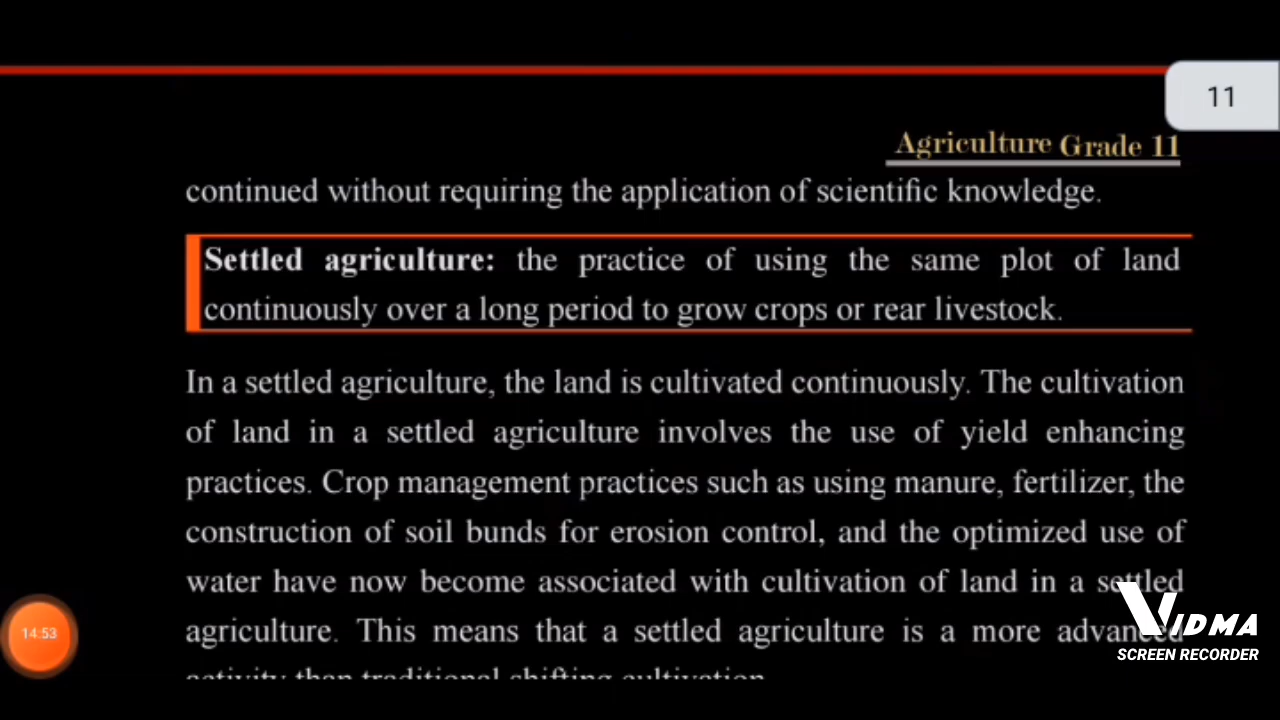 11
Agriculture Grade 11
continued without requiring the application of scientific knowledge.
Settled agriculture: the practice of using the same plot of land
continuously over a long period to grow crops or rear livestock.
In a settled agriculture, the land is cultivated continuously. The cultivation
of land in a settled agriculture involves the use of yield enhancing
practices. Crop management practices such as using manure, fertilizer, the
construction of soil bunds for erosion control, and the optimized use of
water have now become associated with cultivation of land in a settled
agriculture. This means that a settled agriculture is a more advanced
activity than traditional shifting cultivation.
14:53
VIDMA
SCREEN RECORDER